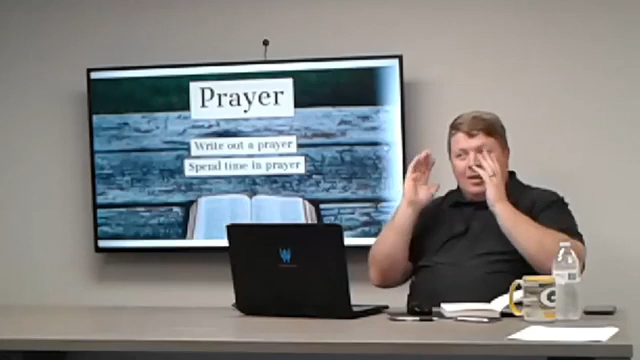 Prayer
Write out a prayer
Spend time in prayer
G